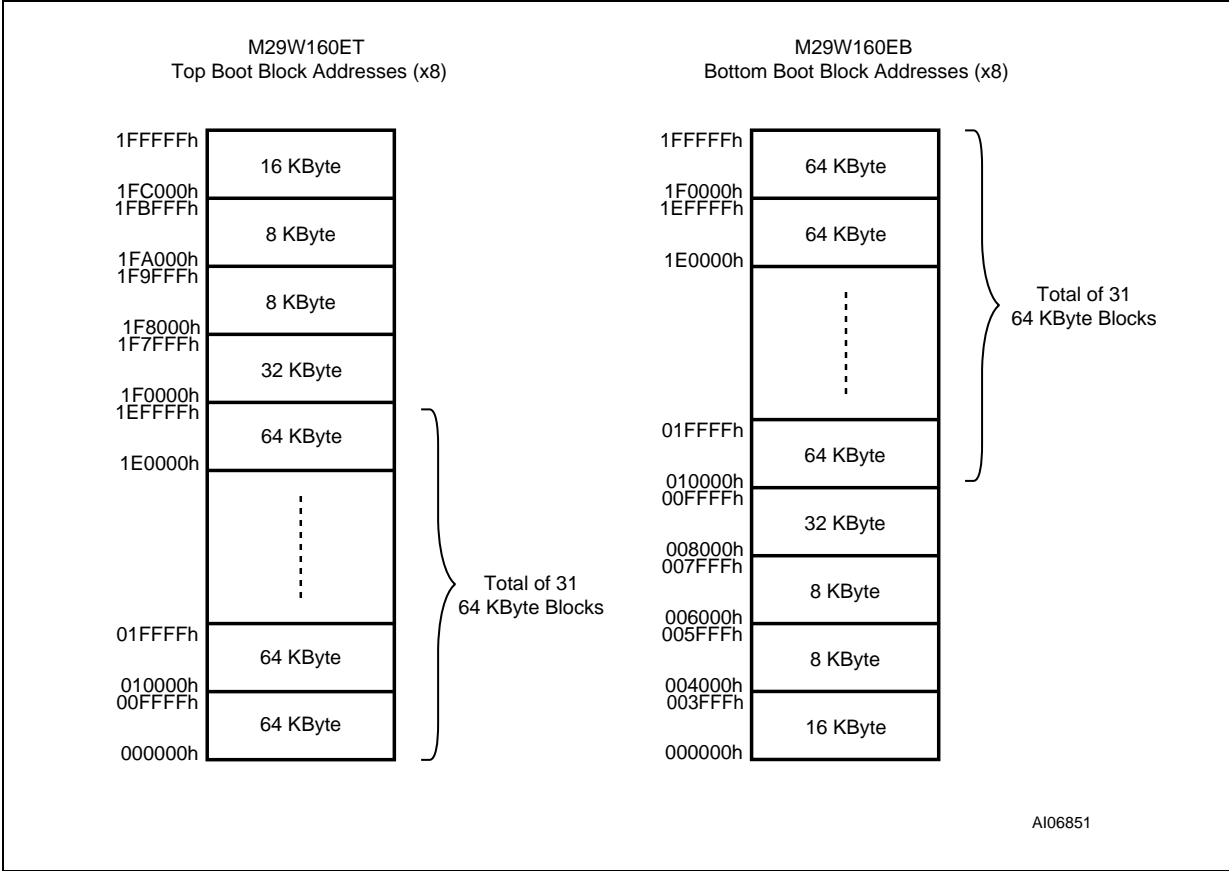 M29W160ET
Top Boot Block Addresses (x8)
1FFFFFh
16 KByte
1FC000h
1FBFFFh
8 KByte
1FA000h
1F9FFFh
8 KByte
1F8000h
1F7FFFh
32 KByte
1F0000h
1EFFFFh
64 KByte
1E0000h
Total of 31
64 KByte Blocks
01FFFFh
64 KByte
010000h
00FFFFh
64 KByte
000000h
M29W160EB
Bottom Boot Block Addresses (x8)
1FFFFFh
64 KByte
1F0000h
1EFFFFh
64 KByte
1E0000h
Total of 31
64 KByte Blocks
01FFFFh
64 KByte
010000h
00FFFFh
32 KByte
008000h
007FFFh
8 KByte
006000h
005FFFh
8 KByte
004000h
003FFFh
16 KByte
000000h
AI06851